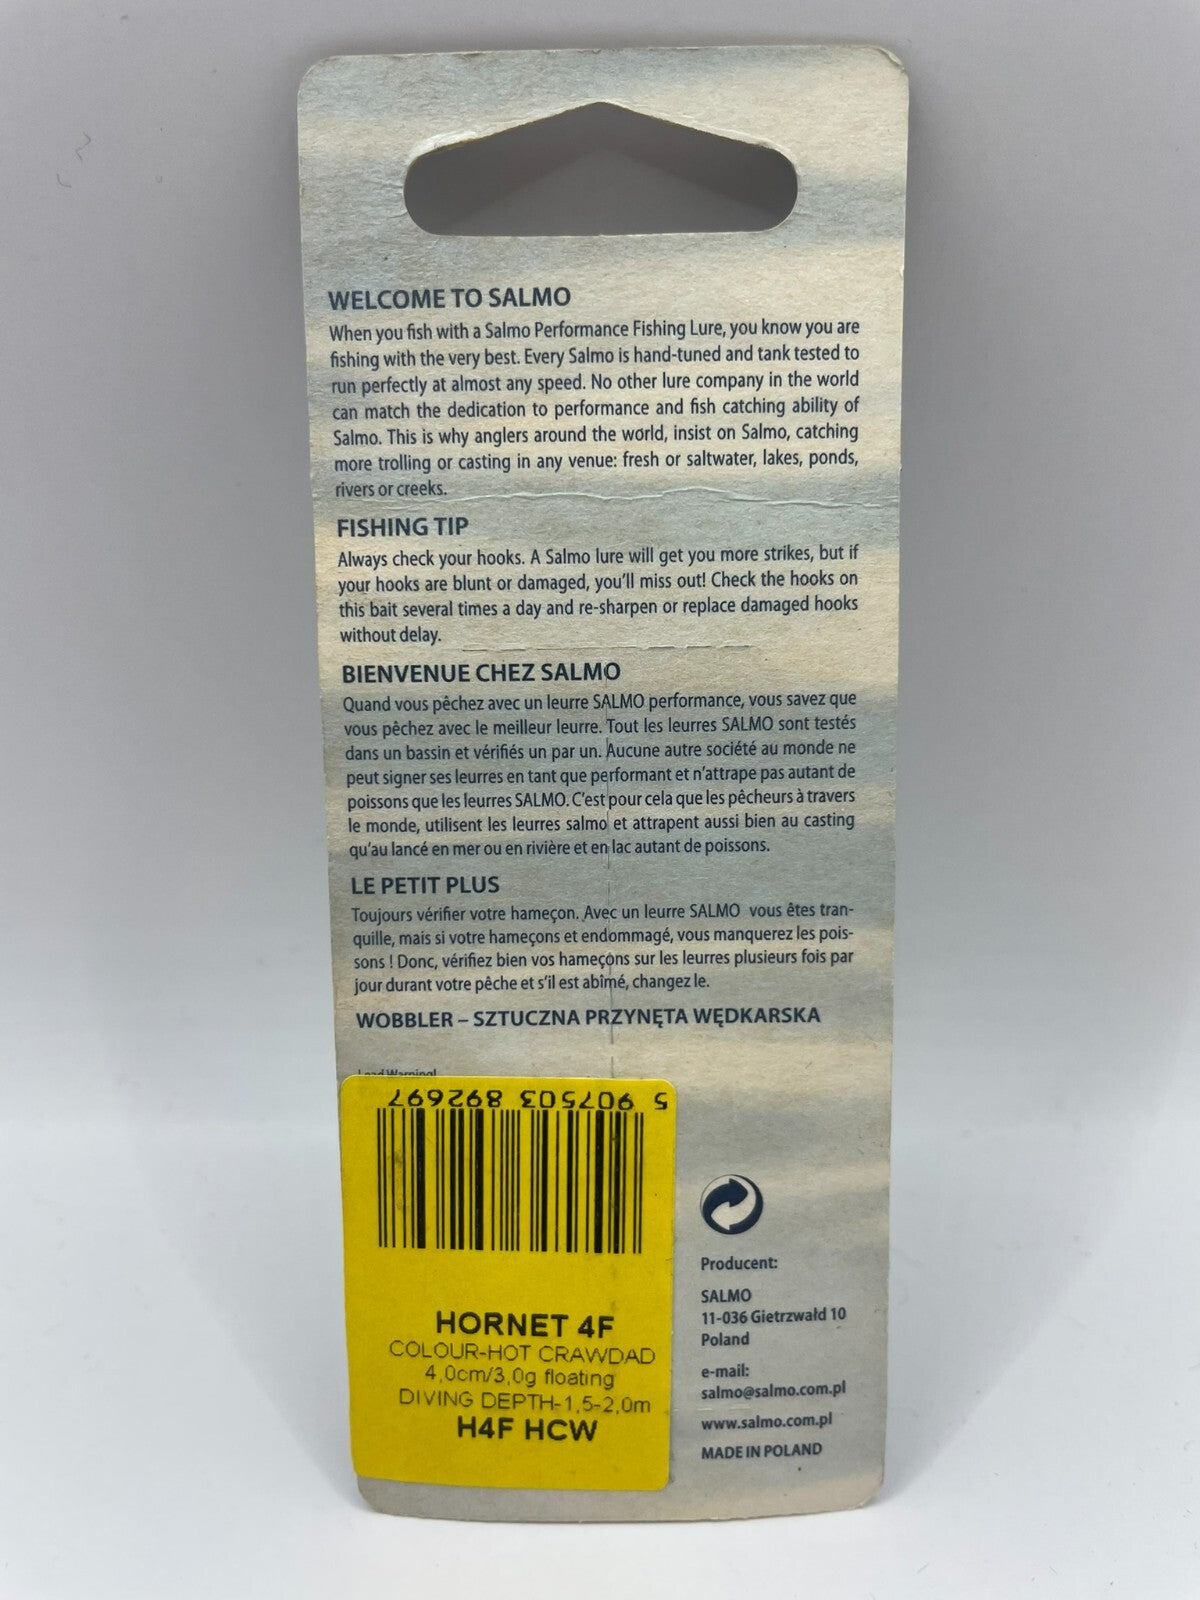 WELCOME TO SALMO
When you fish with a Salmo Performance Fishing Lure, you know you are
fishing with the very best. Every Salmo is hand-tuned and tank tested to
run perfectly at almost any speed. No other lure company in the world
can match the dedication to performance and fish catching ability of
Salmo. This is why anglers around the world, insist on Salmo, catching
more trolling or casting in any venue: fresh or saltwater, lakes, ponds,
rivers or creeks.
FISHING TIP
Always check your hooks. A Salmo lure will get you more strikes, but if
your hooks are blunt or damaged, you'll miss out! Check the hooks on
this bait several times a day and re-sharpen or replace damaged hooks
without delay.
BIENVENUE CHEZ SALMO
Quand vous pêchez avec un leurre SALMO performance, vous savez que
vous pêchez avec le meilleur leurre. Tout les leurres SALMO sont testés
dans un bassin et vérifiés un par un. Aucune autre société au monde ne
peut signer ses leurres en tant que performant et n'attrape pas autant de
poissons que les leurres SALMO. C'est pour cela que les pêcheurs à travers
le monde, utilisent les leurres salmo et attrapent aussi bien au casting
qu'au lancé en mer ou en rivière et en lac autant de poissons.
LE PETIT PLUS
Toujours vérifier votre hameçon. Avec un leurre SALMO vous êtes tran-
quille, mais si votre hameçons et endommagé, vous manquerez les pois-
sons ! Donc, vérifiez bien vos hameçons sur les leurres plusieurs fois par
jour durant votre pêche et s'il est abîmé, changez le.
WOBBLER – SZTUCZNA PRZYNĘTA WĘDKARSKA
Lead Warning!
5 907503 892697
HORNET 4F
COLOUR-HOT CRAWDAD
4,0cm/3,0g floating
DIVING DEPTH-1,5-2,0m
H4F HCW
Producent:
SALMO
11-036 Gietrzwałd 10
Poland
e-mail:
salmo@salmo.com.pl
www.salmo.com.pl
MADE IN POLAND